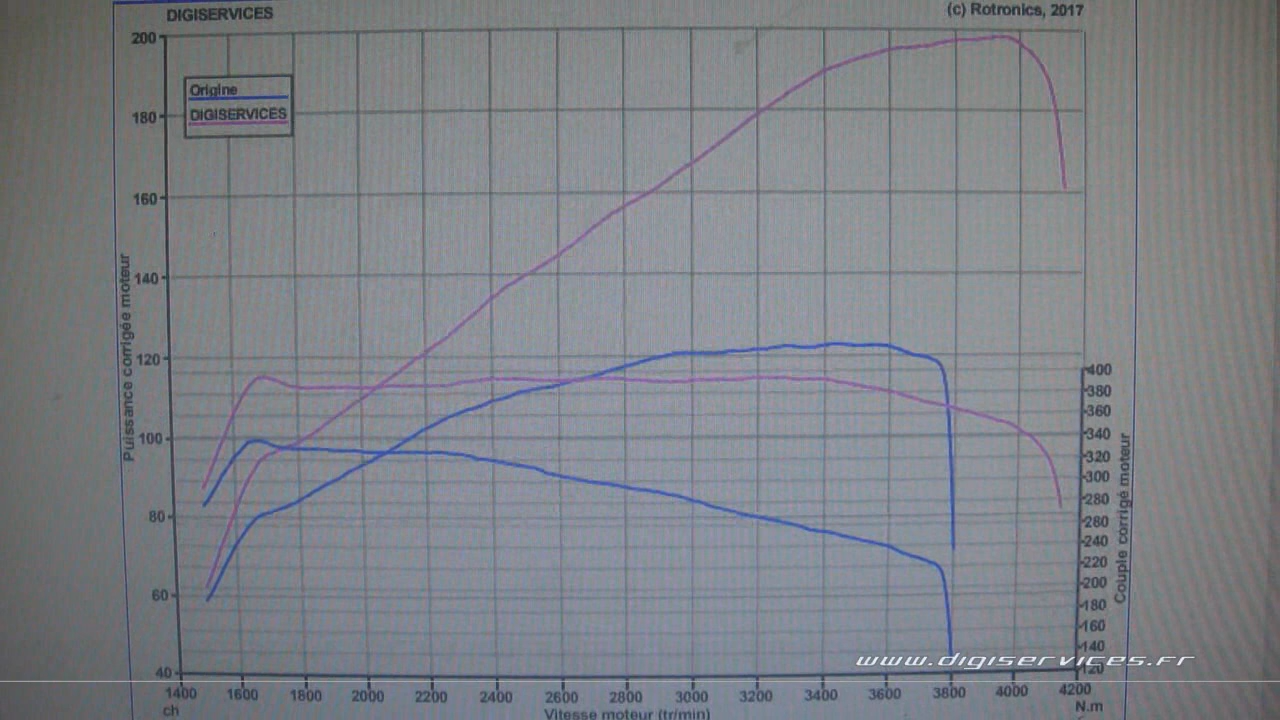 DIGISERVICES
(c) Rotronics, 2017
Origine
DIGISERVICES
Puissance corrigée moteur
200
180
160
140
120
100
80
60
40
400
380
360
340
320
300
280
280
240
220
200
180
160
140
120
Couple corrigé moteur
www.digiservices.fr
1400 1600 1800 2000 2200 2400 2600 2800 3000 3200 3400 3600 3800 4000 4200
ch
Vitesse moteur (tr/min)
N.m